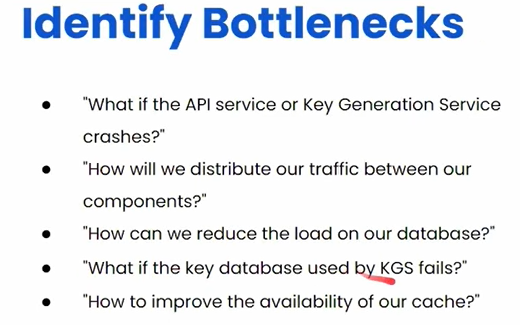 Identify Bottlenecks
● "What if the API service or Key Generation Service
crashes?"
● "How will we distribute our traffic between our
components?"
● "How can we reduce the load on our database?"
● "What if the key database used by KGS fails?"
● "How to improve the availability of our cache?"